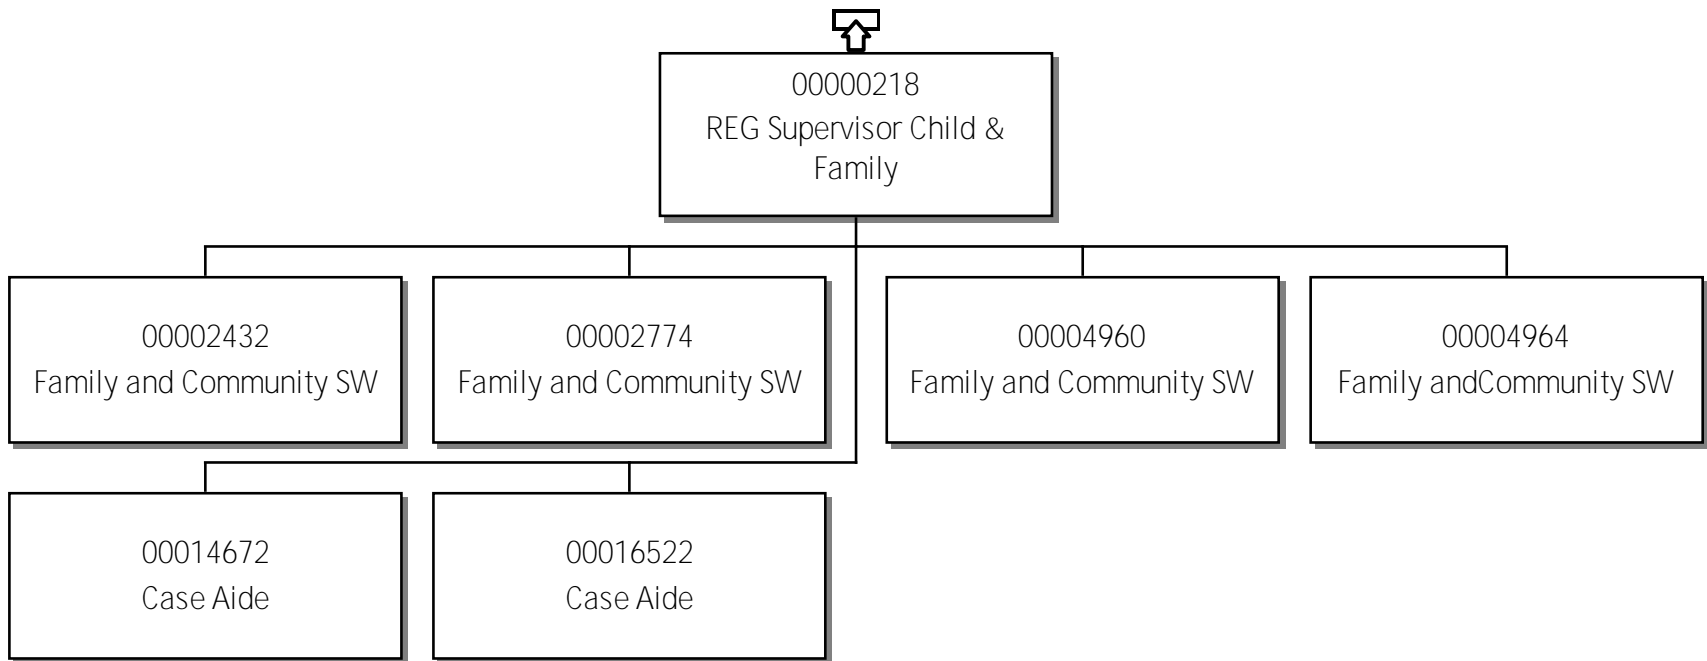 00000218
REG Supervisor Child &
Family
00002432
Family and Community SW
00002774
Family and Community SW
00004960
Family and Community SW
00004964
Family andCommunity SW
00014672
Case Aide
00016522
Case Aide